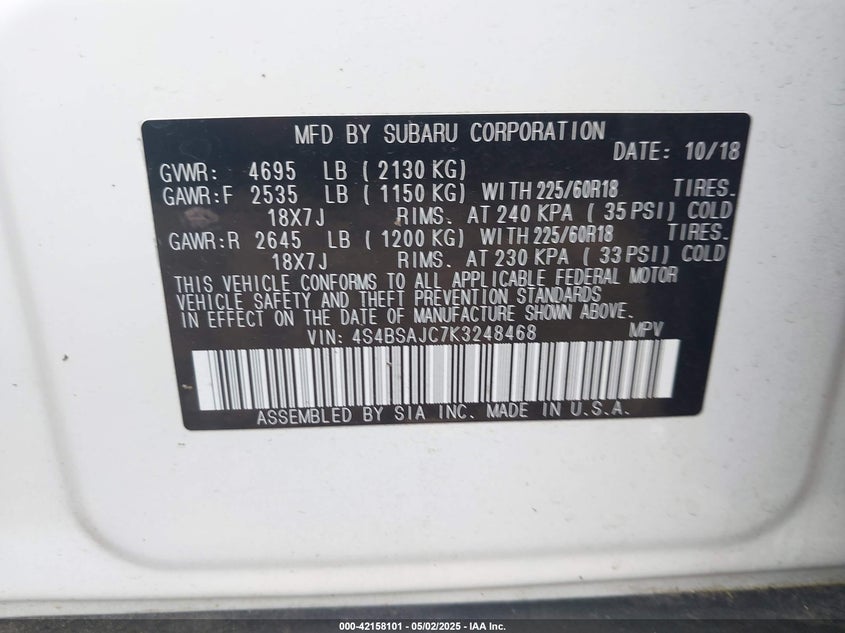 MFD BY SUBARU CORPORATION
DATE: 10/18
GVWR: 4695 LB ( 2130 KG)
GAWR:F 2535 LB ( 1150 KG) WITH 225/60R18 TIRES.
18X7J RIMS. AT 240 KPA ( 35 PSI) COLD
GAWR:R 2645 LB ( 1200 KG) WITH 225/60R18 TIRES.
18X7J RIMS. AT 230 KPA ( 33 PSI) COLD
THIS VEHICLE CONFORMS TO ALL APPLICABLE FEDERAL MOTOR
VEHICLE SAFETY AND THEFT PREVENTION STANDARDS
IN EFFECT ON THE DATE OF MANUFACTURE SHOWN ABOVE.
VIN: 4S4BSAJC7K3248468 MPV
ASSEMBLED BY SIA INC. MADE IN U.S.A.
000-42158101 - 05/02/2025 - IAA Inc.